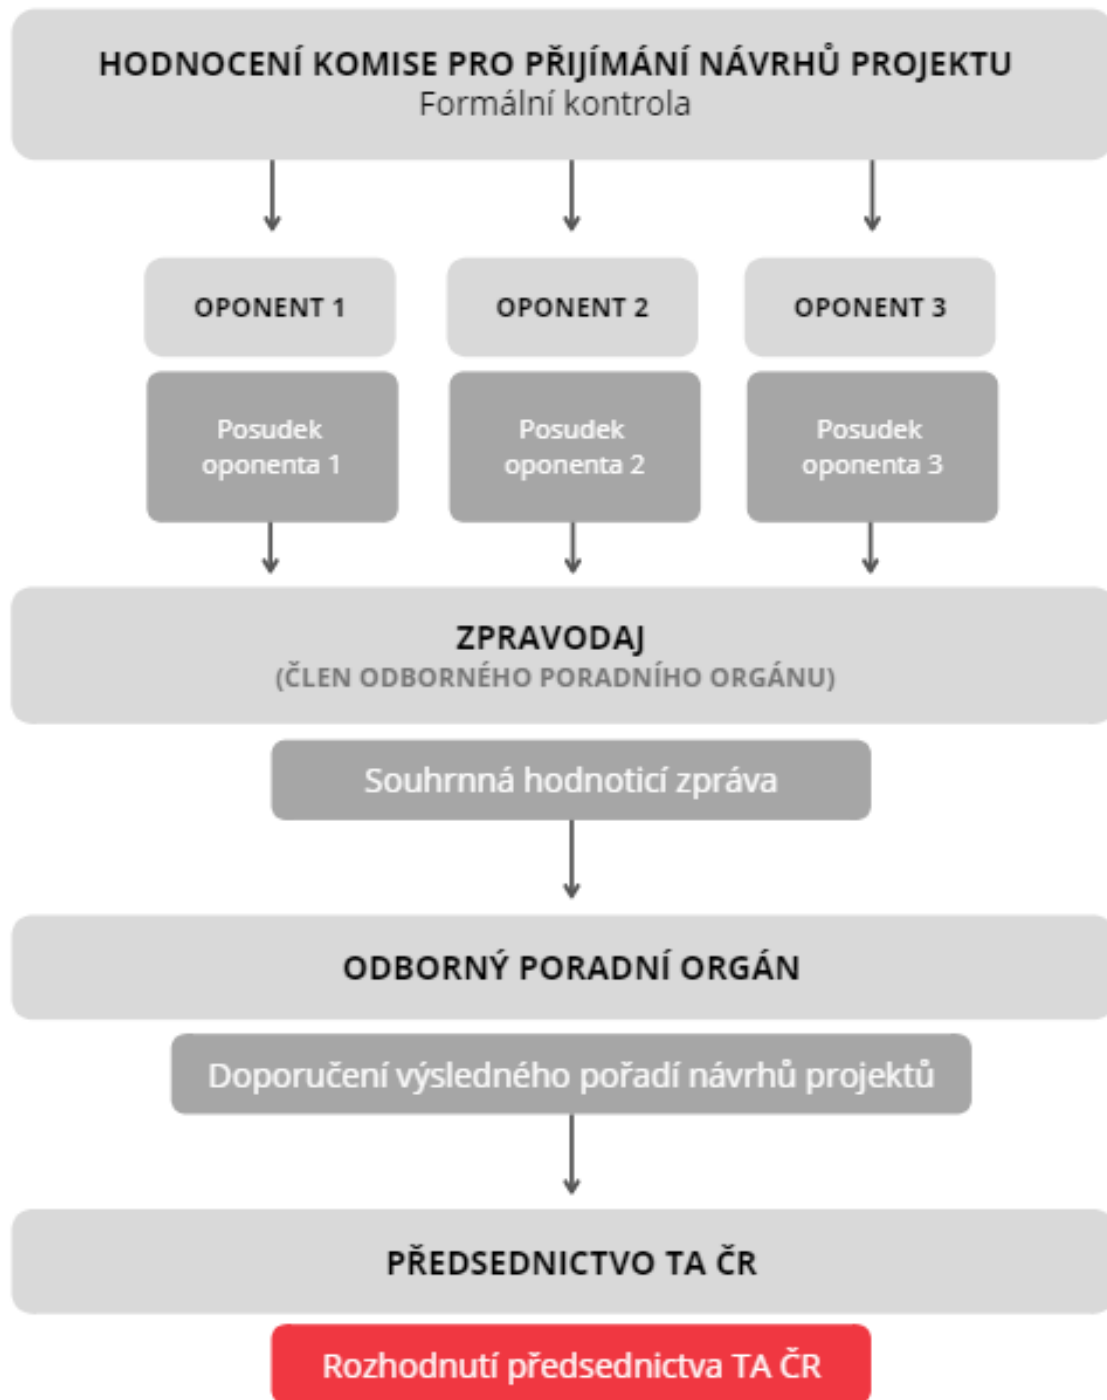 HODNOCENÍ KOMISE PRO PŘIJÍMÁNÍ NÁVRHŮ PROJEKTU
Formální kontrola
OPONENT 1
OPONENT 2
OPONENT 3
Posudek
oponenta 1
Posudek
oponenta 2
Posudek
oponenta 3
ZPRAVODAJ
(ČLEN ODBORNÉHO PORADNÍHO ORGÁNU)
Souhrnná hodnoticí zpráva
ODBORNÝ PORADNÍ ORGÁN
Doporučení výsledného pořadí návrhů projektů
PŘEDSEDNICTVO TA ČR
Rozhodnutí předsednictva TA ČR